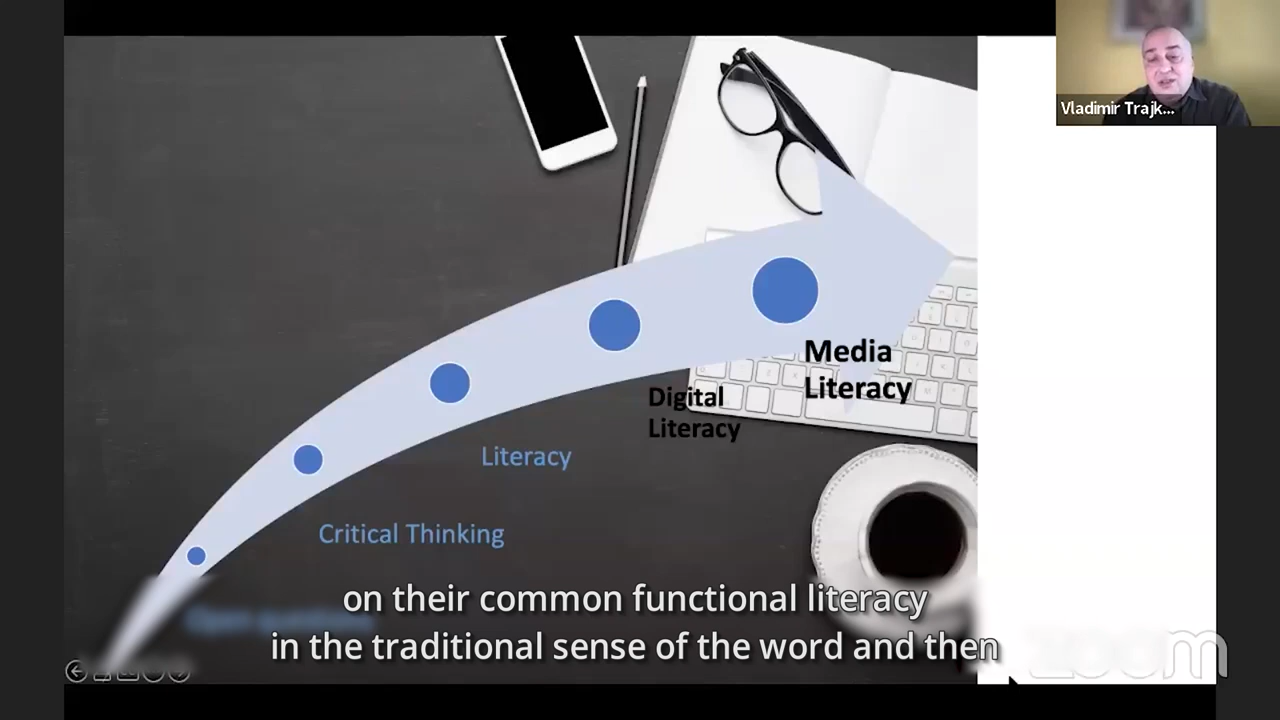 Vladimir Trajk...
Media
Literacy
Digital
Literacy
Literacy
Critical Thinking
on their common functional literacy
in the traditional sense of the word and then
zoom